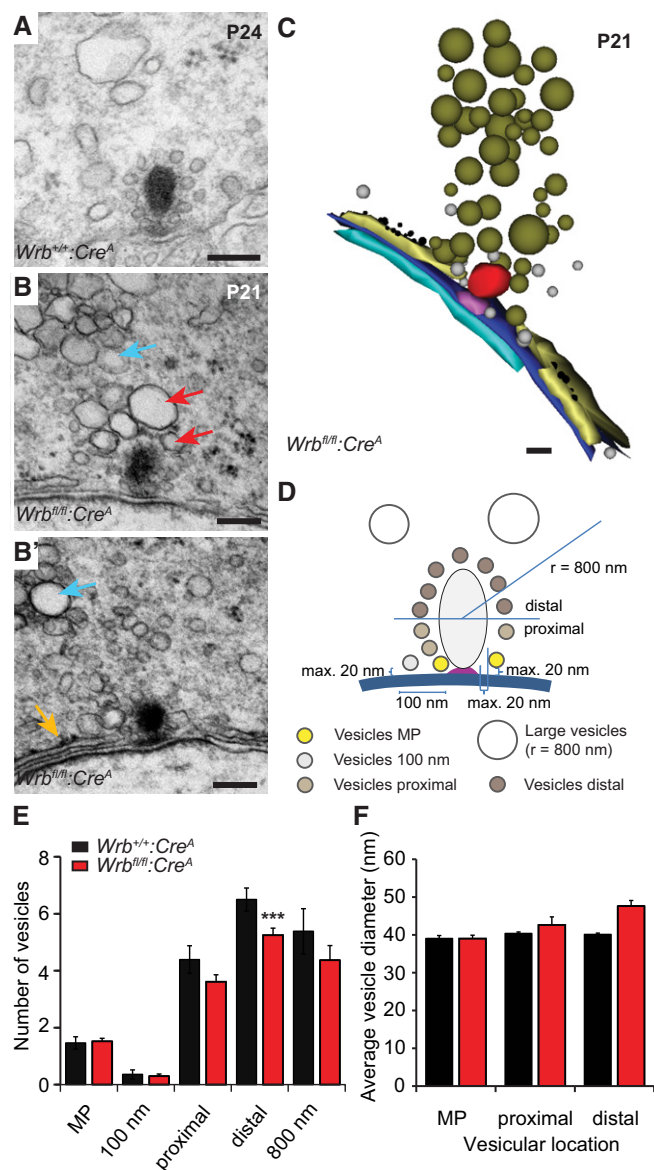 A
P24
Wrb+/+:CreA
B
P21
Wrbfl/fl:CreA
B'
Wrbfl/fl:CreA
C
P21
Wrbfl/fl:CreA
D
r = 800 nm
distal
proximal
max. 20 nm
max. 20 nm
100 nm
max. 20 nm
Vesicles MP
Vesicles 100 nm
Vesicles proximal
Large vesicles
(r = 800 nm)
Vesicles distal
E
Wrb+/+:CreA
Wrbfl/fl:CreA
Number of vesicles
8
6
4
2
0
***
MP
100 nm
proximal
distal
800 nm
F
Average vesicle diameter (nm)
60
50
40
30
20
10
0
MP
proximal
distal
Vesicular location